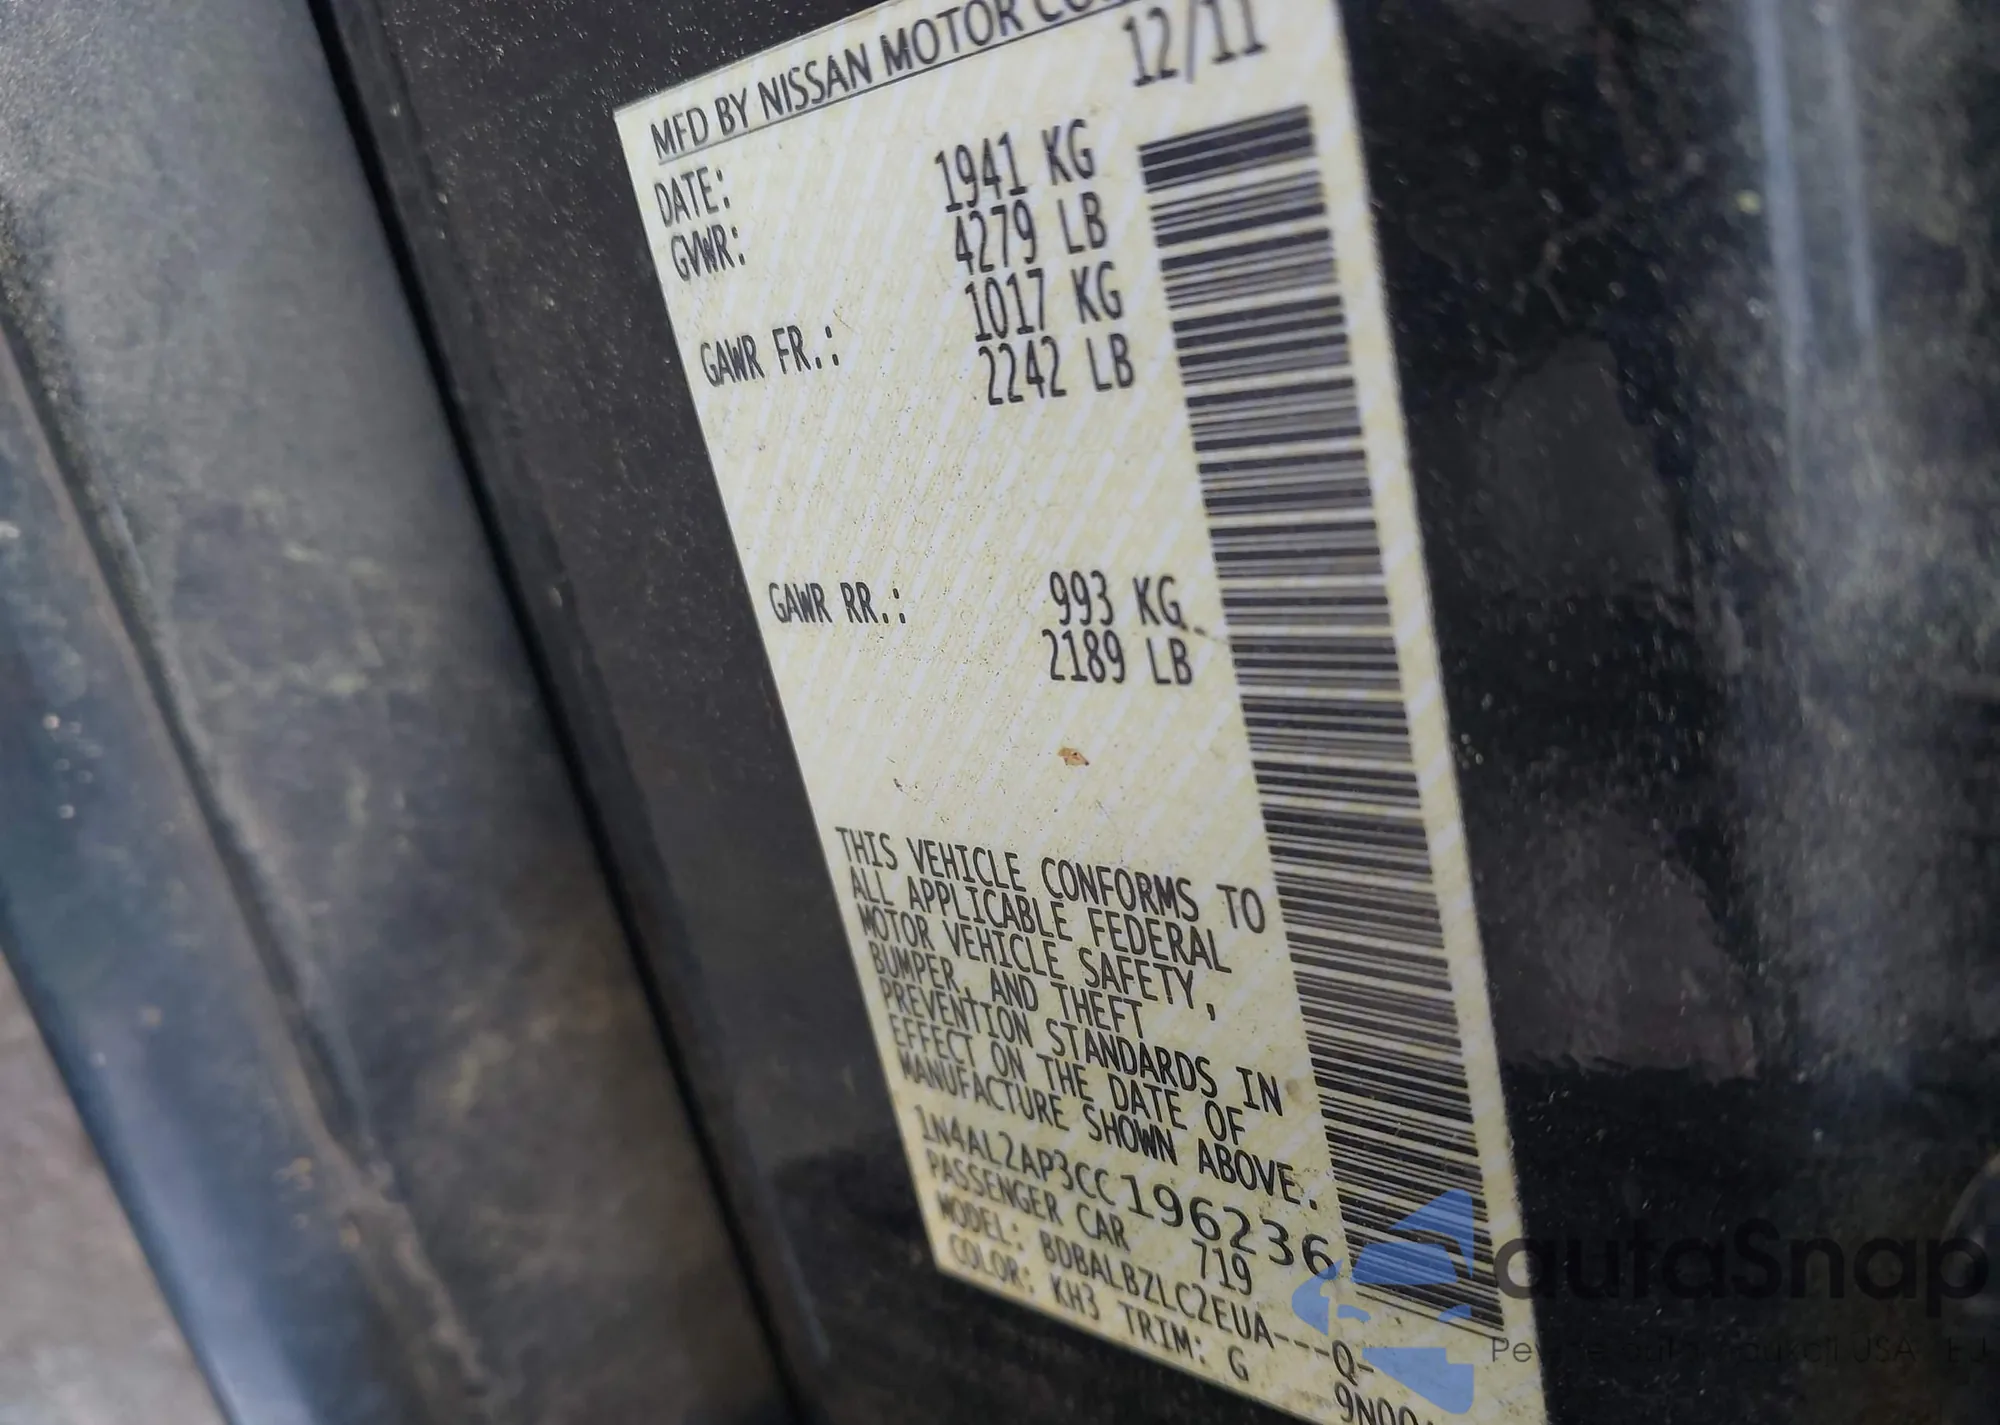 MFD BY NISSAN MOTOR
DATE: 12/11
GVWR: 1941 KG
4279 LB
GAWR FR.: 1017 KG
2242 LB
GAWR RR.: 993 KG
2189 LB
THIS VEHICLE CONFORMS TO
ALL APPLICABLE FEDERAL
MOTOR VEHICLE SAFETY,
BUMPER, AND THEFT
PREVENTION STANDARDS IN
EFFECT ON THE DATE OF
MANUFACTURE SHOWN ABOVE.
1N4AL2AP3CC196236
PASSENGER CAR 719
MODEL: BDBALBZLC2EUA---Q-
COLOR: KH3 TRIM: G
autaSnap